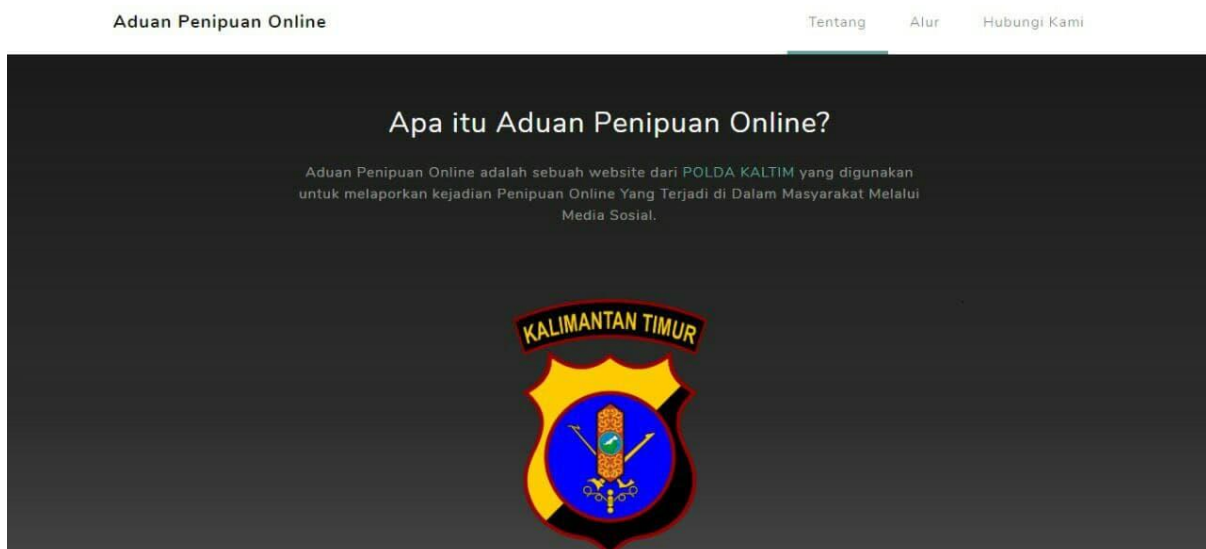 Aduan Penipuan Online
Tentang
Alur
Hubungi Kami
Apa itu Aduan Penipuan Online?
Aduan Penipuan Online adalah sebuah website dari POLDA KALTIM yang digunakan
untuk melaporkan kejadian Penipuan Online Yang Terjadi di Dalam Masyarakat Melalui
Media Sosial.
KALIMANTAN TIMUR